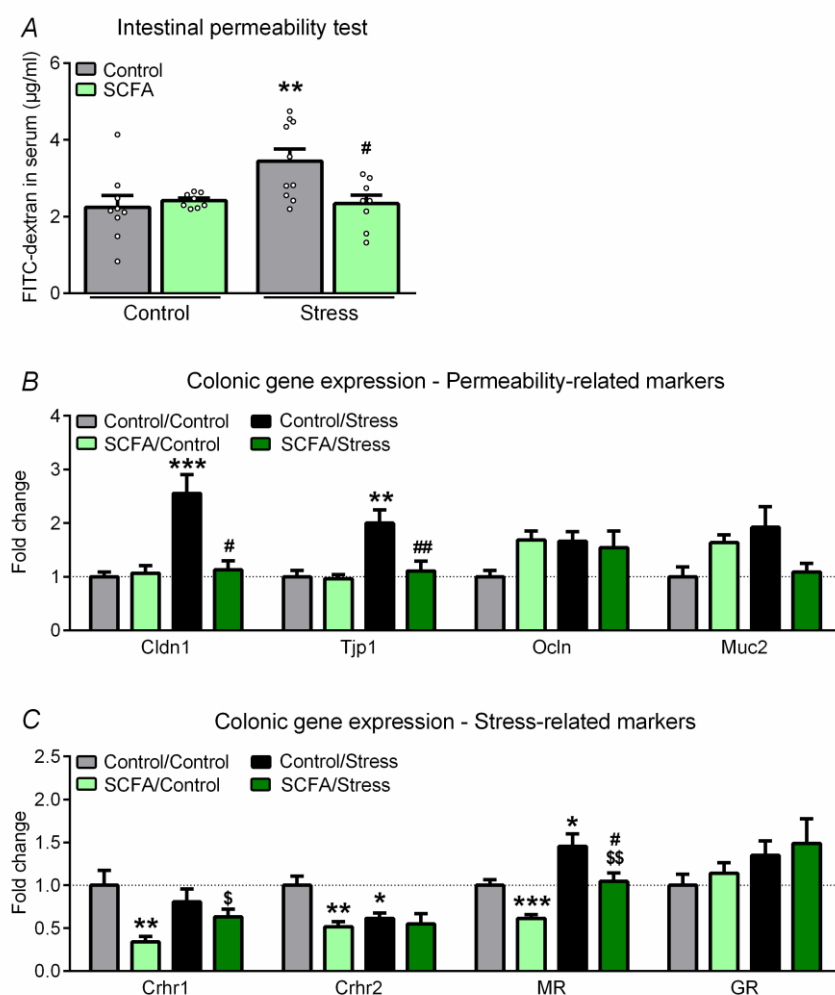 A Intestinal permeability test
FITC-dextran in serum (µg/ml)
6
4
2
0
Control
SCFA
**
#
Control Stress
B Colonic gene expression - Permeability-related markers
Fold change
4
3
2
1
0
Control/Control Control/Stress
SCFA/Control SCFA/Stress
***
#
**
##
Cldn1 Tjp1 Ocln Muc2
C Colonic gene expression - Stress-related markers
Fold change
2.5
2.0
1.5
1.0
0.5
0.0
Control/Control Control/Stress
SCFA/Control SCFA/Stress
**
$
**
*
***
*
#
$$
Crhr1 Crhr2 MR GR